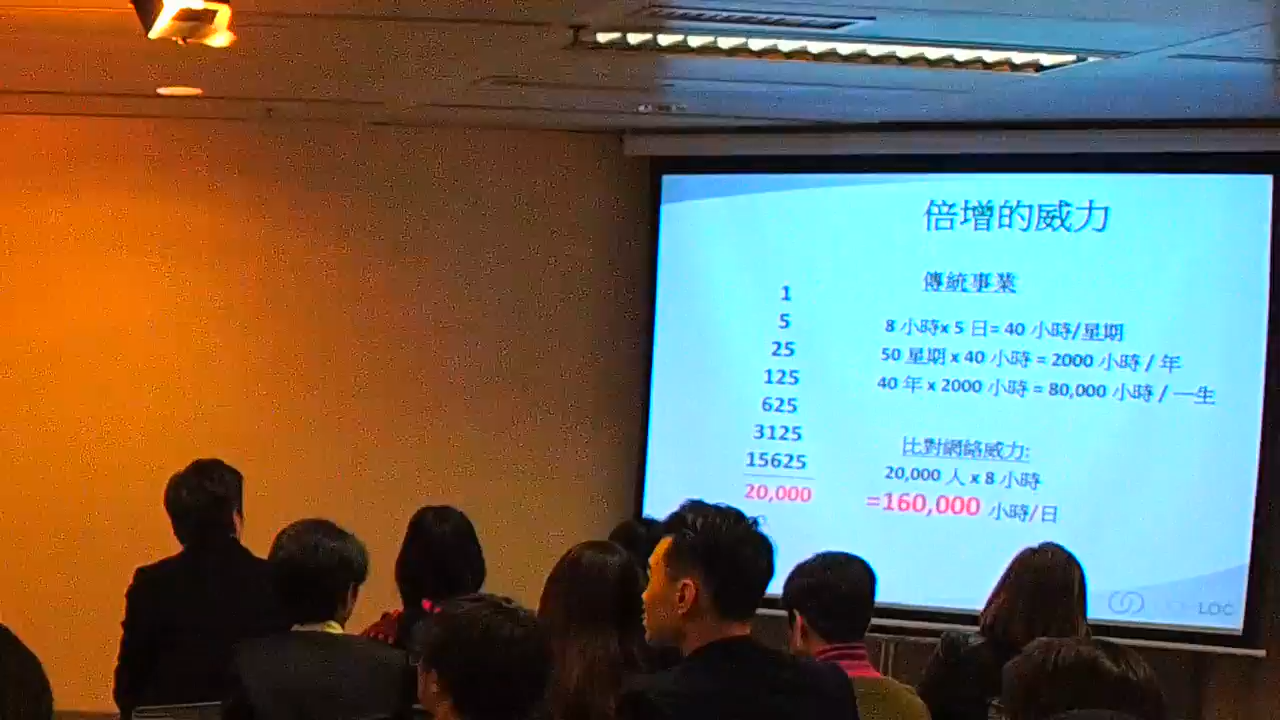 倍增的威力
1
5
25
125
625
3125
15625
20,000
傳統事業
8 小時x 5 日= 40 小時/星期
50 星期 x 40 小時 = 2000 小時 / 年
40 年 x 2000 小時 = 80,000 小時 / 一生
比對網絡威力:
20,000 人 x 8 小時
=160,000 小時/日
LOC